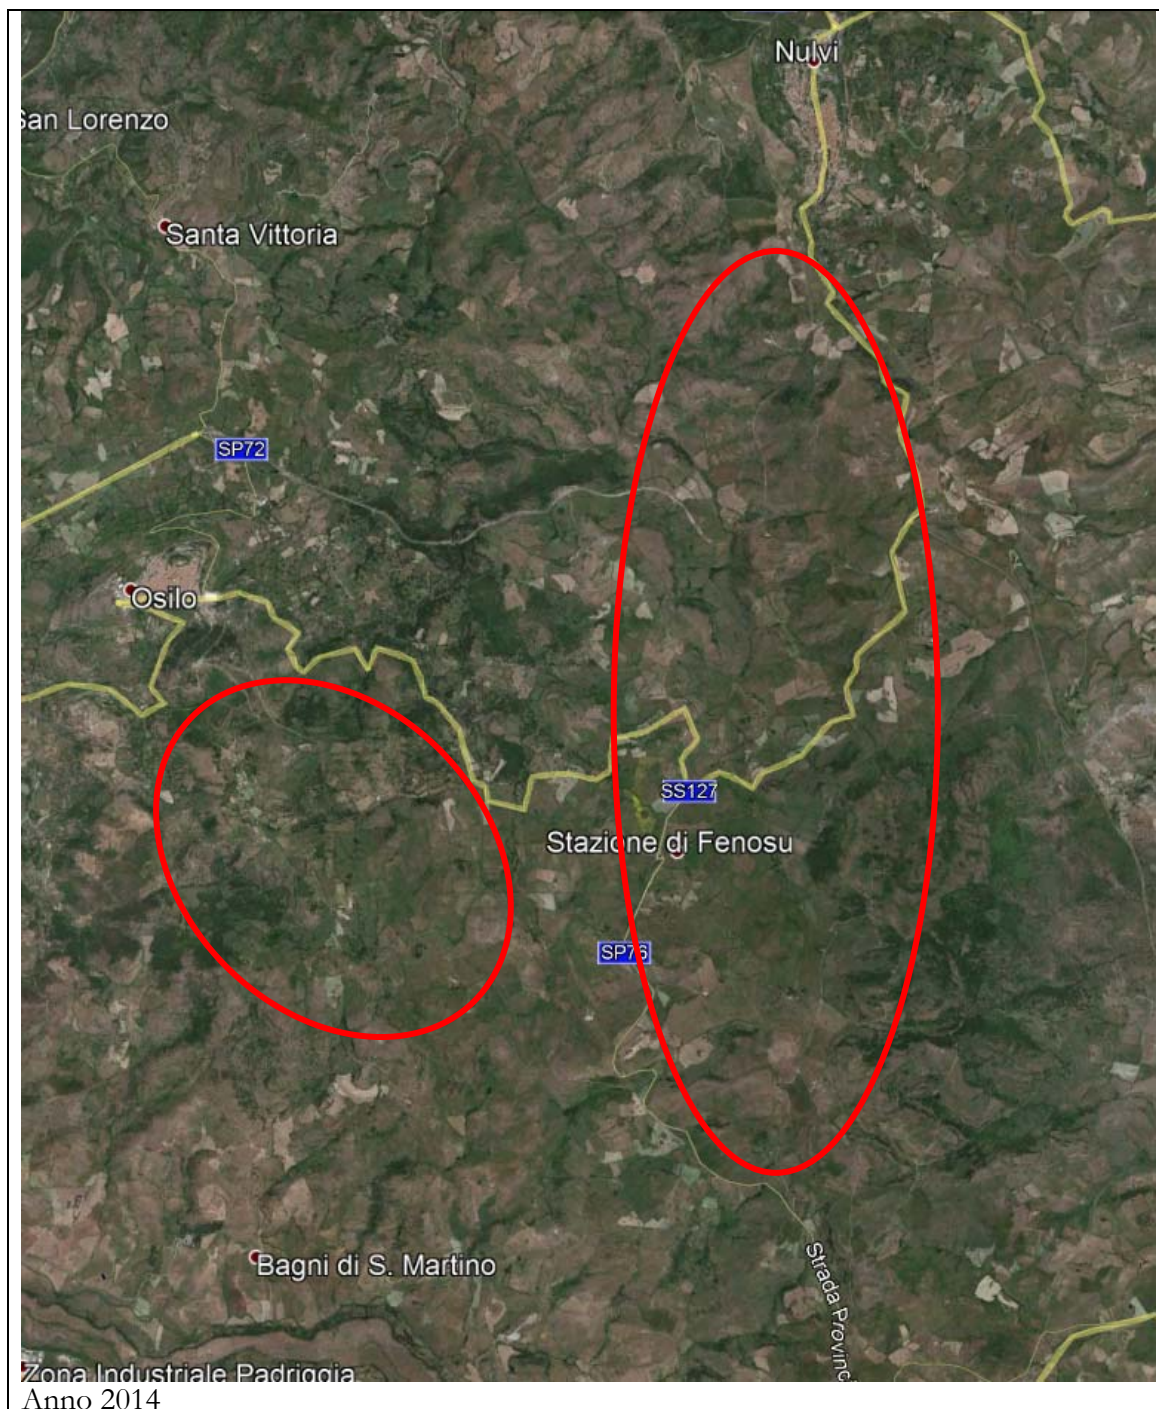 Nulvi
San Lorenzo
Santa Vittoria
SP72
Osilo
SS127
Stazione di Fenosu
SP76
Strada Provinc
Bagni di S. Martino
Zona Industriale Padriggia
Anno 2014